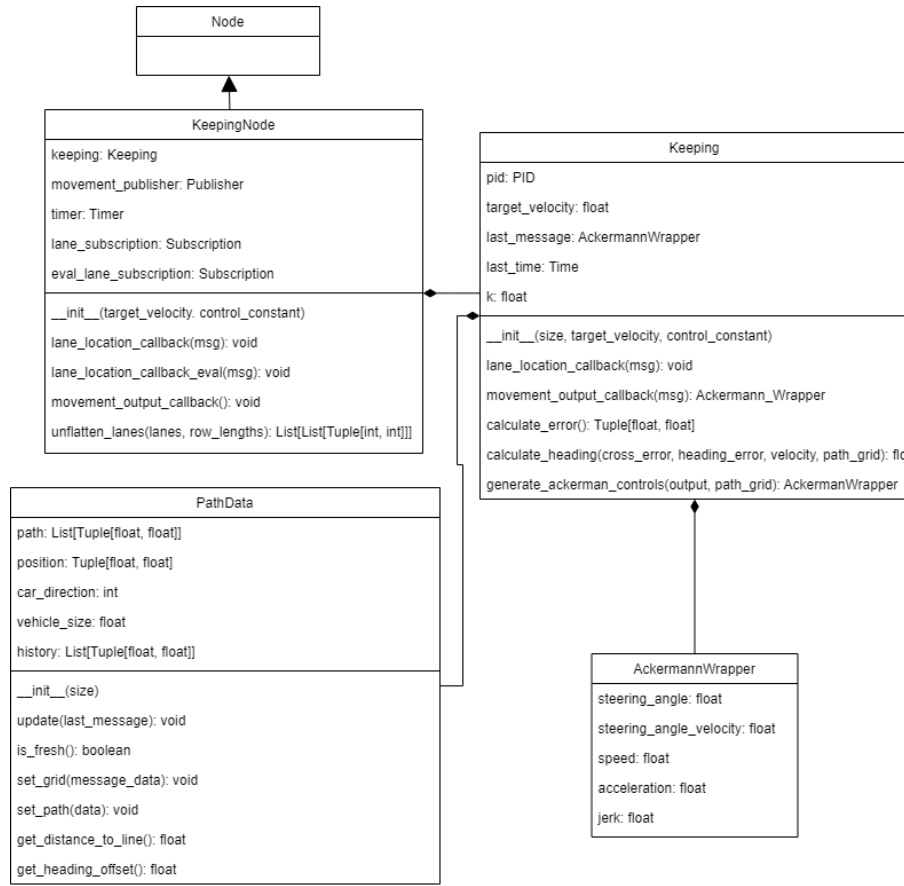 Node
KeepingNode
keeping: Keeping
movement_publisher: Publisher
timer: Timer
lane_subscription: Subscription
eval_lane_subscription: Subscription
__init__(target_velocity. control_constant)
lane_location_callback(msg): void
lane_location_callback_eval(msg): void
movement_output_callback(): void
unflatten_lanes(lanes, row_lengths): List[List[Tuple[int, int]]]
Keeping
pid: PID
target_velocity: float
last_message: AckermannWrapper
last_time: Time
k: float
__init__(size, target_velocity, control_constant)
lane_location_callback(msg): void
movement_output_callback(msg): Ackermann_Wrapper
calculate_error(): Tuple[float, float]
calculate_heading(cross_error, heading_error, velocity, path_grid): flo
generate_ackerman_controls(output, path_grid): AckermanWrapper
PathData
path: List[Tuple[float, float]]
position: Tuple[float, float]
car_direction: int
vehicle_size: float
history: List[Tuple[float, float]]
__init__(size)
update(last_message): void
is_fresh(): boolean
set_grid(message_data): void
set_path(data): void
get_distance_to_line(): float
get_heading_offset(): float
AckermannWrapper
steering_angle: float
steering_angle_velocity: float
speed: float
acceleration: float
jerk: float